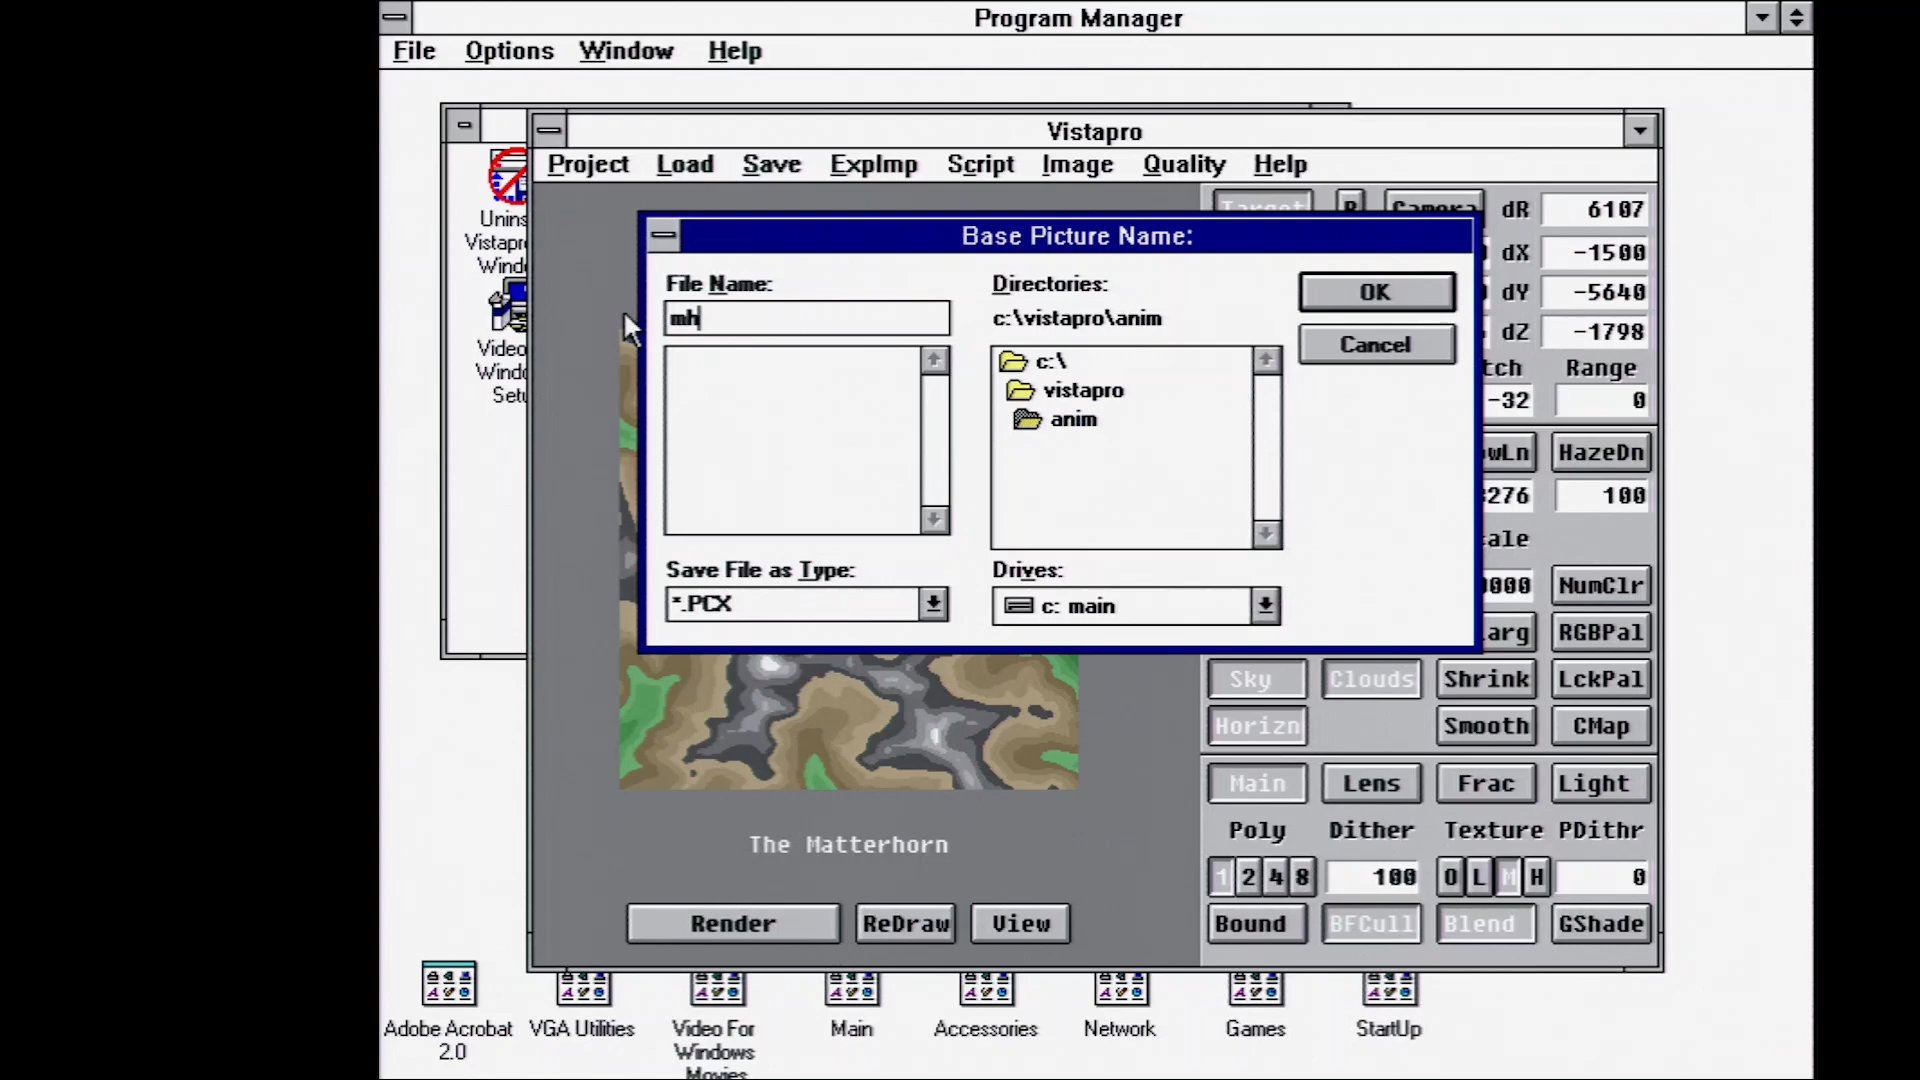 Program Manager
File Options Window Help
Vistapro
Project Load Save ExpImp Script Image Quality Help
dR 6107
dX -1500
dY -5640
dZ -1798
Range
-32 0
HazeDn
100
NumClr
RGBPal
Sky Clouds Shrink LckPal
Horizn Smooth CMap
Main Lens Frac Light
Poly Dither Texture PDithr
1 2 4 8 100 O L M H 0
Bound BFCull Blend GShade
Base Picture Name:
File Name:
mh
Directories:
c:\vistapro\anim
c:\
vistapro
anim
OK
Cancel
Save File as Type:
*.PCX
Drives:
c: main
The Matterhorn
Render ReDraw View
Adobe Acrobat
2.0
VGA Utilities
Video For
Windows
Movies
Main
Accessories
Network
Games
StartUp